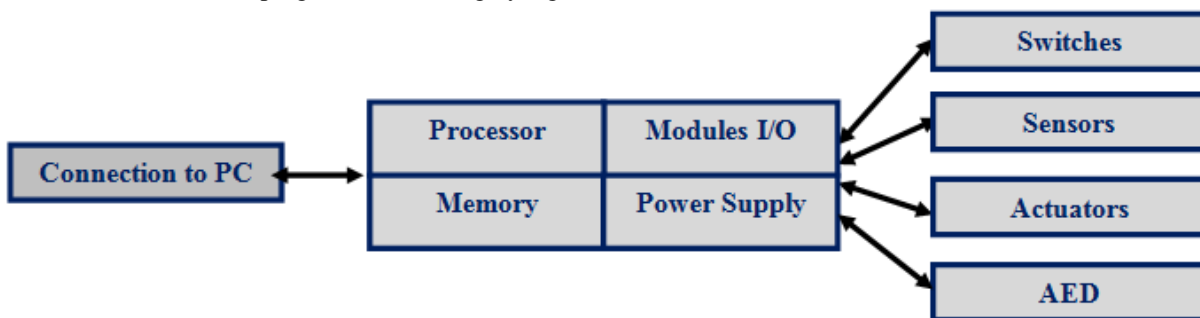 Connection to PC
Processor
Modules I/O
Memory
Power Supply
Switches
Sensors
Actuators
AED